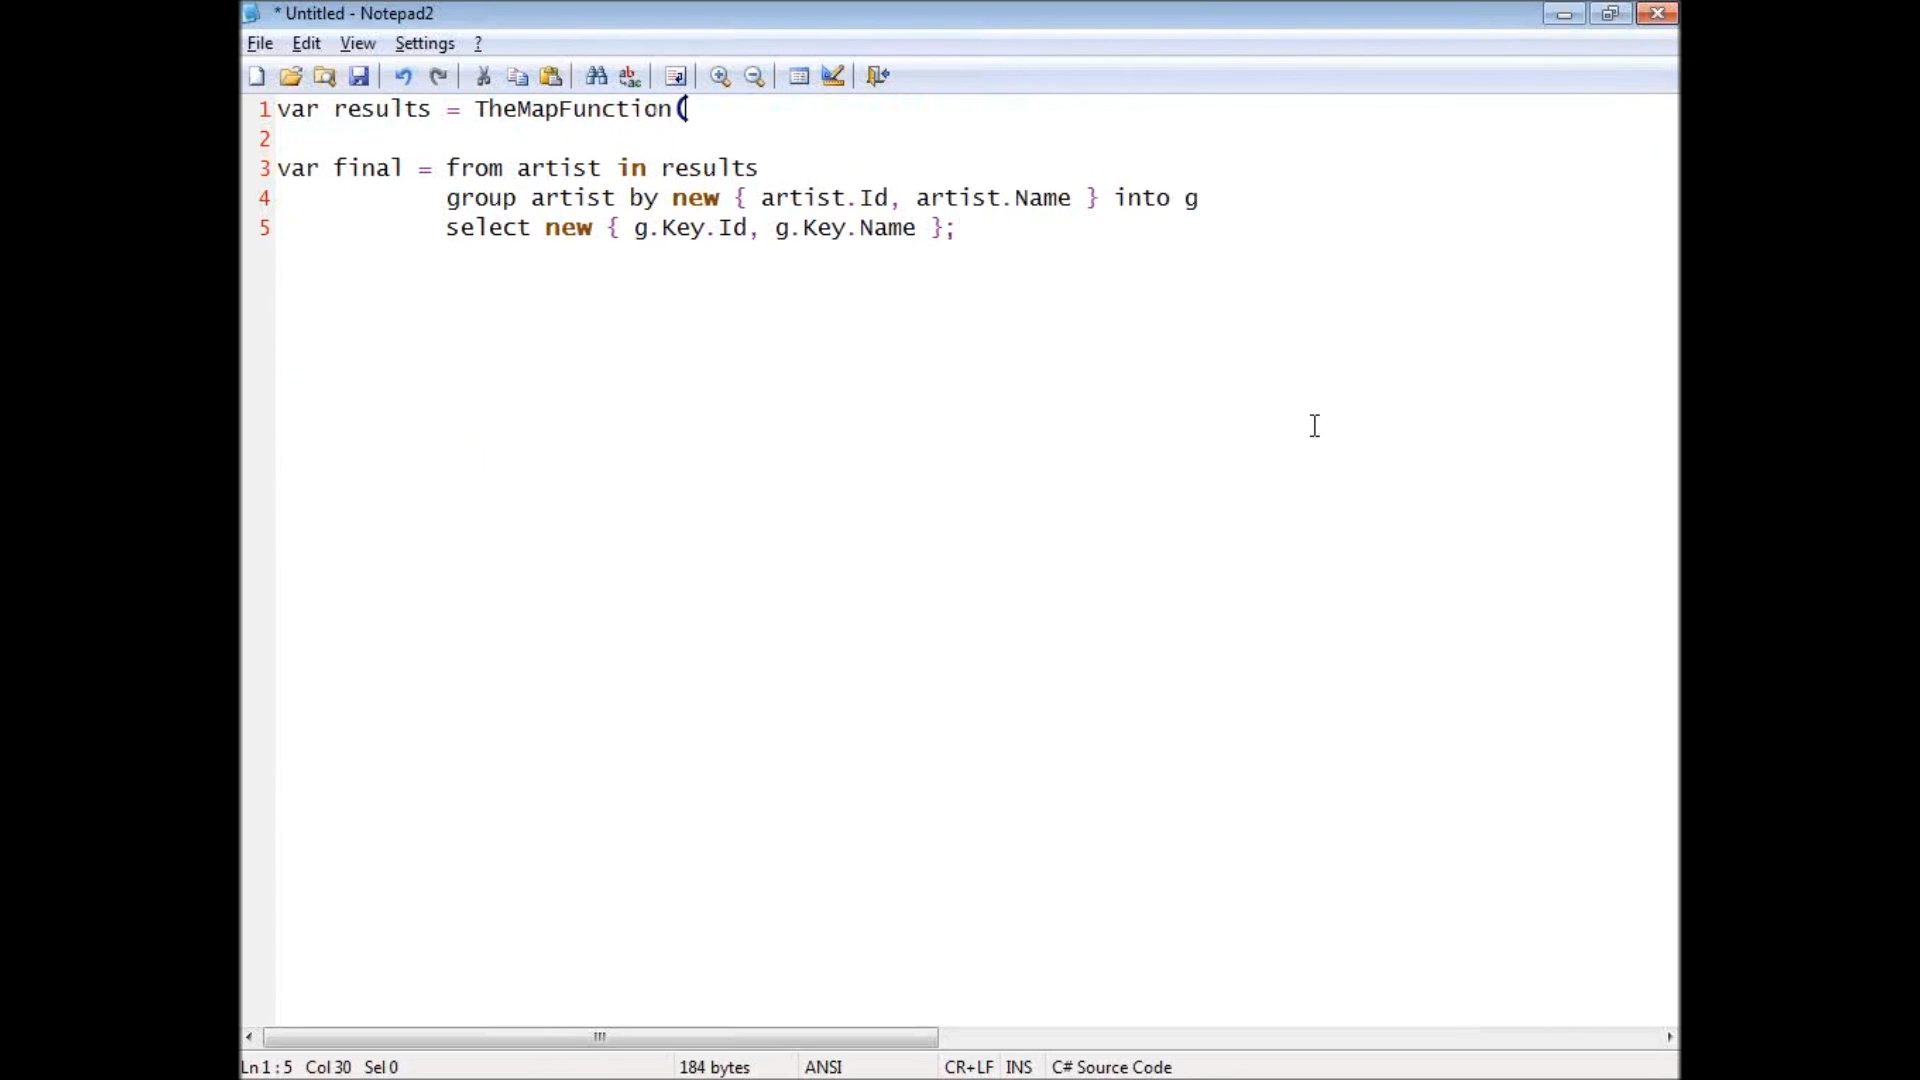 * Untitled - Notepad2
File Edit View Settings ?
1 var results = TheMapFunction(
2
3 var final = from artist in results
4 group artist by new { artist.Id, artist.Name } into g
5 select new { g.Key.Id, g.Key.Name };
Ln 1 : 5 Col 30 Sel 0 184 bytes ANSI CR+LF INS C# Source Code